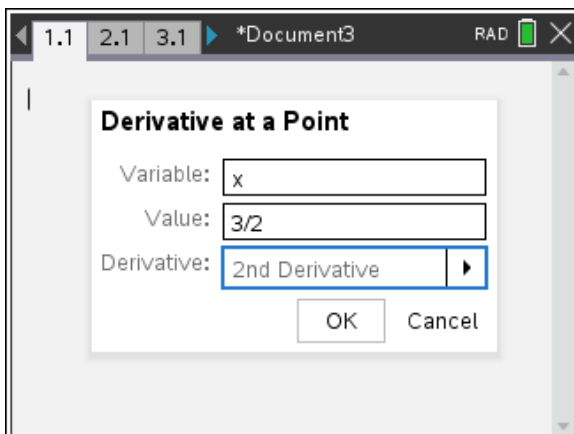 1.1 2.1 3.1 *Document3 RAD
Derivative at a Point
Variable: x
Value: 3/2
Derivative: 2nd Derivative
OK Cancel